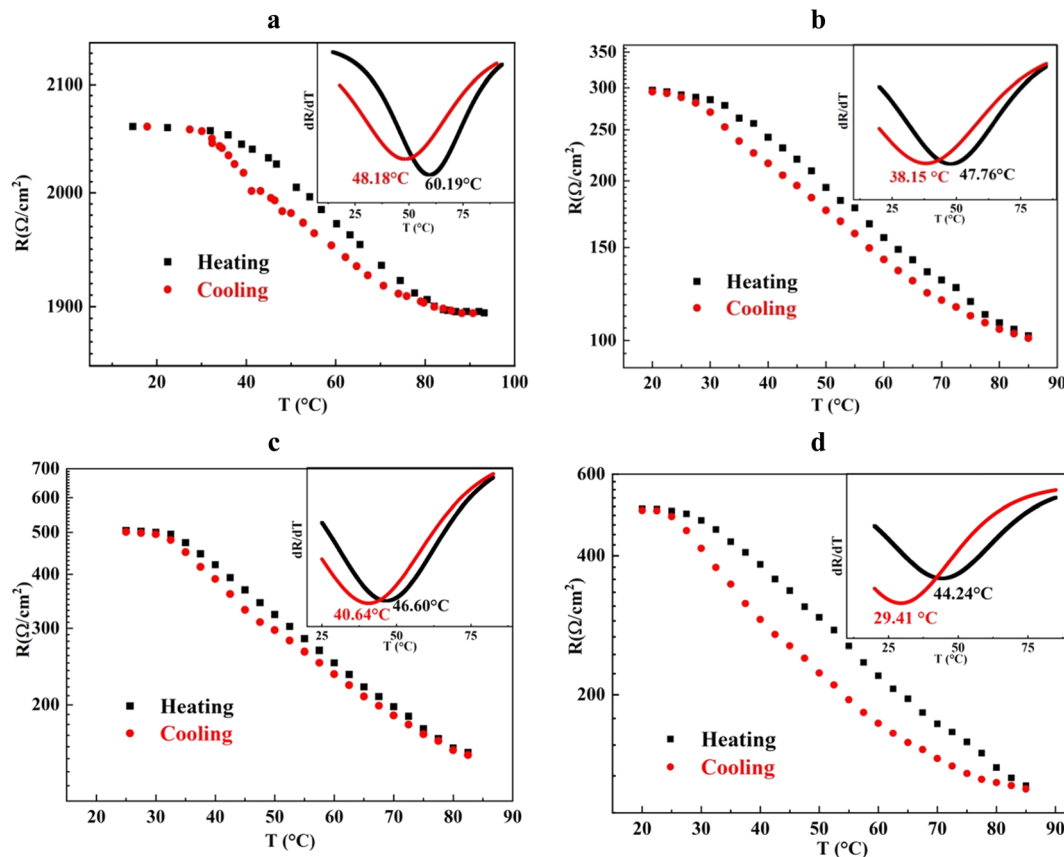 a
2100
2000
1900
R(Ω/cm²)
20 40 60 80 100
T (°C)
Heating
Cooling
dR/dT
48.18°C
60.19°C
25 50 75
T (°C)
b
350
300
250
200
150
100
R(Ω/cm²)
20 30 40 50 60 70 80 90
T (°C)
Heating
Cooling
dR/dT
38.15 °C
47.76°C
25 50 75
T (°C)
c
700
600
500
400
300
200
R(Ω/cm²)
20 30 40 50 60 70 80 90
T (°C)
Heating
Cooling
dR/dT
40.64°C
46.60°C
25 50 75
T (°C)
d
600
500
400
300
200
R(Ω/cm²)
20 30 40 50 60 70 80 90
T (°C)
Heating
Cooling
dR/dT
29.41 °C
44.24°C
25 50 75
T (°C)